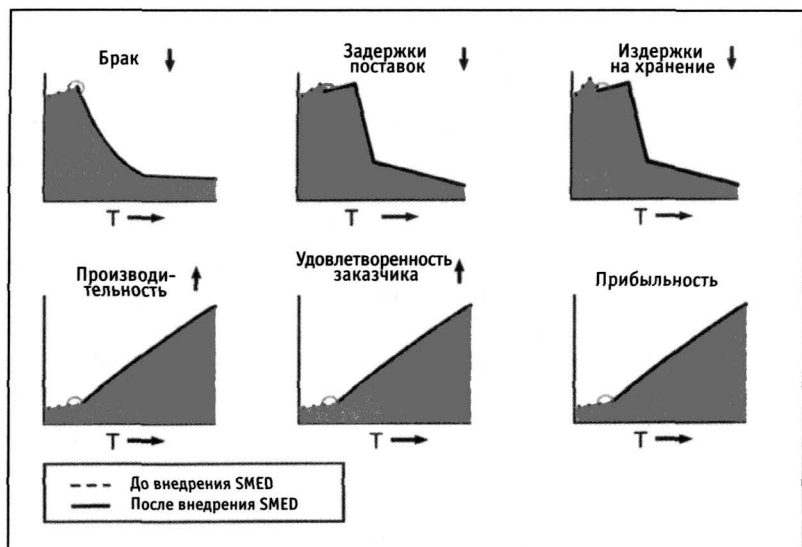 Брак
Задержки
поставок
Издержки
на хранение
T
T
T
Производи-
тельность
Удовлетворенность
заказчика
Прибыльность
T
T
T
До внедрения SMED
После внедрения SMED